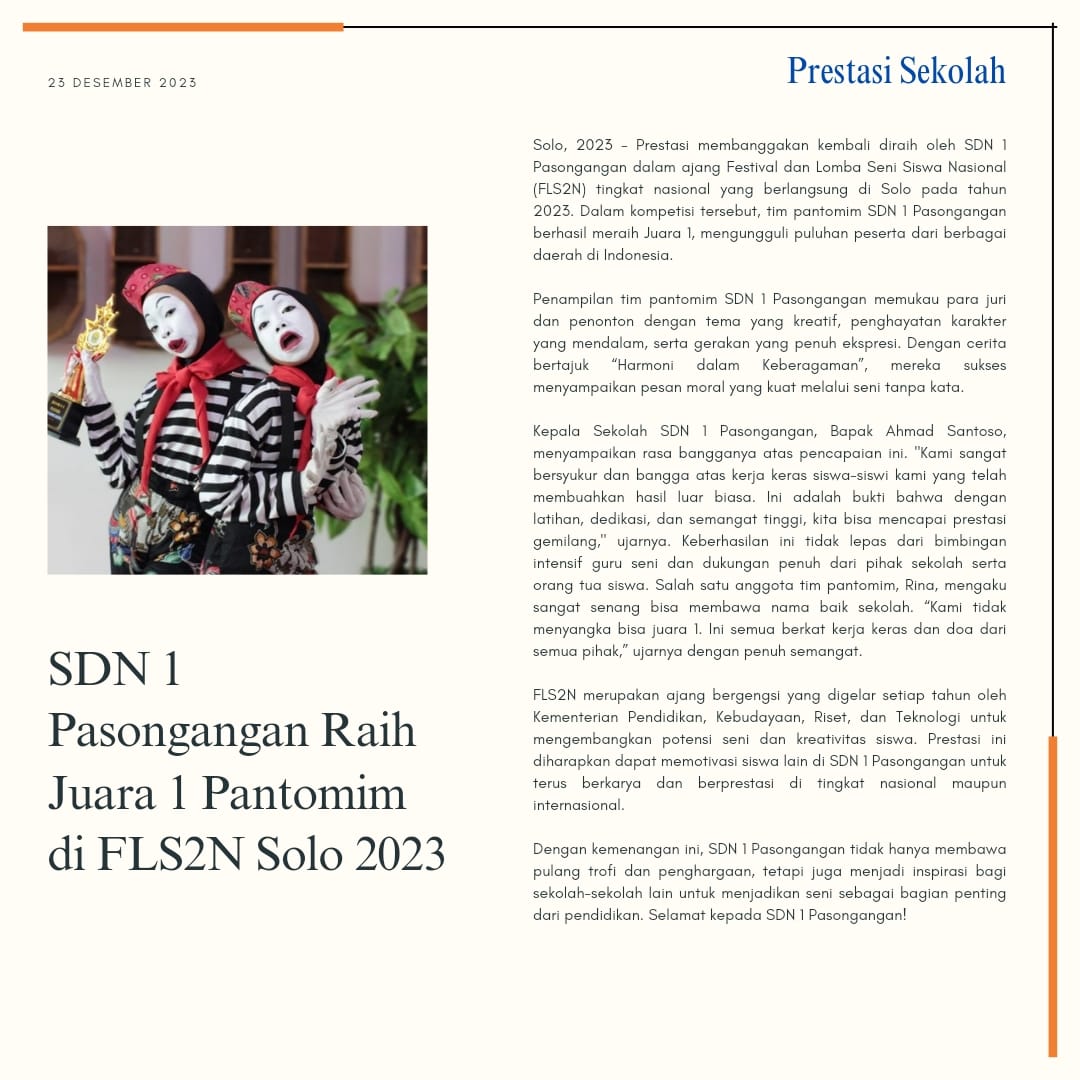 23 DESEMBER 2023
Prestasi Sekolah
SDN 1
Pasongangan Raih
Juara 1 Pantomim
di FLS2N Solo 2023
Solo, 2023 - Prestasi membanggakan kembali diraih oleh SDN 1
Pasongangan dalam ajang Festival dan Lomba Seni Siswa Nasional
(FLS2N) tingkat nasional yang berlangsung di Solo pada tahun
2023. Dalam kompetisi tersebut, tim pantomim SDN 1 Pasongangan
berhasil meraih Juara 1, mengungguli puluhan peserta dari berbagai
daerah di Indonesia.
Penampilan tim pantomim SDN 1 Pasongangan memukau para juri
dan penonton dengan tema yang kreatif, penghayatan karakter
yang mendalam, serta gerakan yang penuh ekspresi. Dengan cerita
bertajuk “Harmoni dalam Keberagaman”, mereka sukses
menyampaikan pesan moral yang kuat melalui seni tanpa kata.
Kepala Sekolah SDN 1 Pasongangan, Bapak Ahmad Santoso,
menyampaikan rasa bangganya atas pencapaian ini. "Kami sangat
bersyukur dan bangga atas kerja keras siswa-siswi kami yang telah
membuahkan hasil luar biasa. Ini adalah bukti bahwa dengan
latihan, dedikasi, dan semangat tinggi, kita bisa mencapai prestasi
gemilang," ujarnya. Keberhasilan ini tidak lepas dari bimbingan
intensif guru seni dan dukungan penuh dari pihak sekolah serta
orang tua siswa. Salah satu anggota tim pantomim, Rina, mengaku
sangat senang bisa membawa nama baik sekolah. “Kami tidak
menyangka bisa juara 1. Ini semua berkat kerja keras dan doa dari
semua pihak,” ujarnya dengan penuh semangat.
FLS2N merupakan ajang bergengsi yang digelar setiap tahun oleh
Kementerian Pendidikan, Kebudayaan, Riset, dan Teknologi untuk
mengembangkan potensi seni dan kreativitas siswa. Prestasi ini
diharapkan dapat memotivasi siswa lain di SDN 1 Pasongangan untuk
terus berkarya dan berprestasi di tingkat nasional maupun
internasional.
Dengan kemenangan ini, SDN 1 Pasongangan tidak hanya membawa
pulang trofi dan penghargaan, tetapi juga menjadi inspirasi bagi
sekolah-sekolah lain untuk menjadikan seni sebagai bagian penting
dari pendidikan. Selamat kepada SDN 1 Pasongangan!